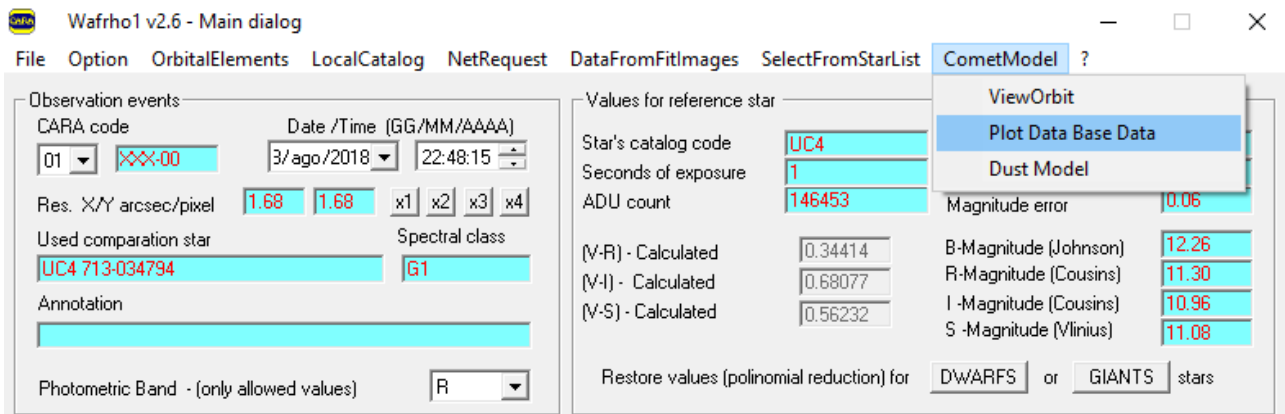 CARA Wafrho1 v2.6 - Main dialog
File Option OrbitalElements LocalCatalog NetRequest DataFromFitImages SelectFromStarList CometModel ?
ViewOrbit
Plot Data Base Data
Dust Model
Observation events
CARA code Date /Time (GG/MM/AAAA)
01 XXX-00 3/ago/2018 22:48:15
Res. X/Y arcsec/pixel 1.68 1.68 x1 x2 x3 x4
Used comparation star Spectral class
UC4 713-034794 G1
Annotation
Photometric Band - (only allowed values) R
Values for reference star
Star's catalog code UC4
Seconds of exposure 1
ADU count 146453 Magnitude error 0.06
(V-R) - Calculated 0.34414 B-Magnitude (Johnson) 12.26
R-Magnitude (Cousins) 11.30
(V-I) - Calculated 0.68077 I -Magnitude (Cousins) 10.96
(V-S) - Calculated 0.56232 S -Magnitude (Vlinius) 11.08
Restore values (polinomial reduction) for DWARFS or GIANTS stars